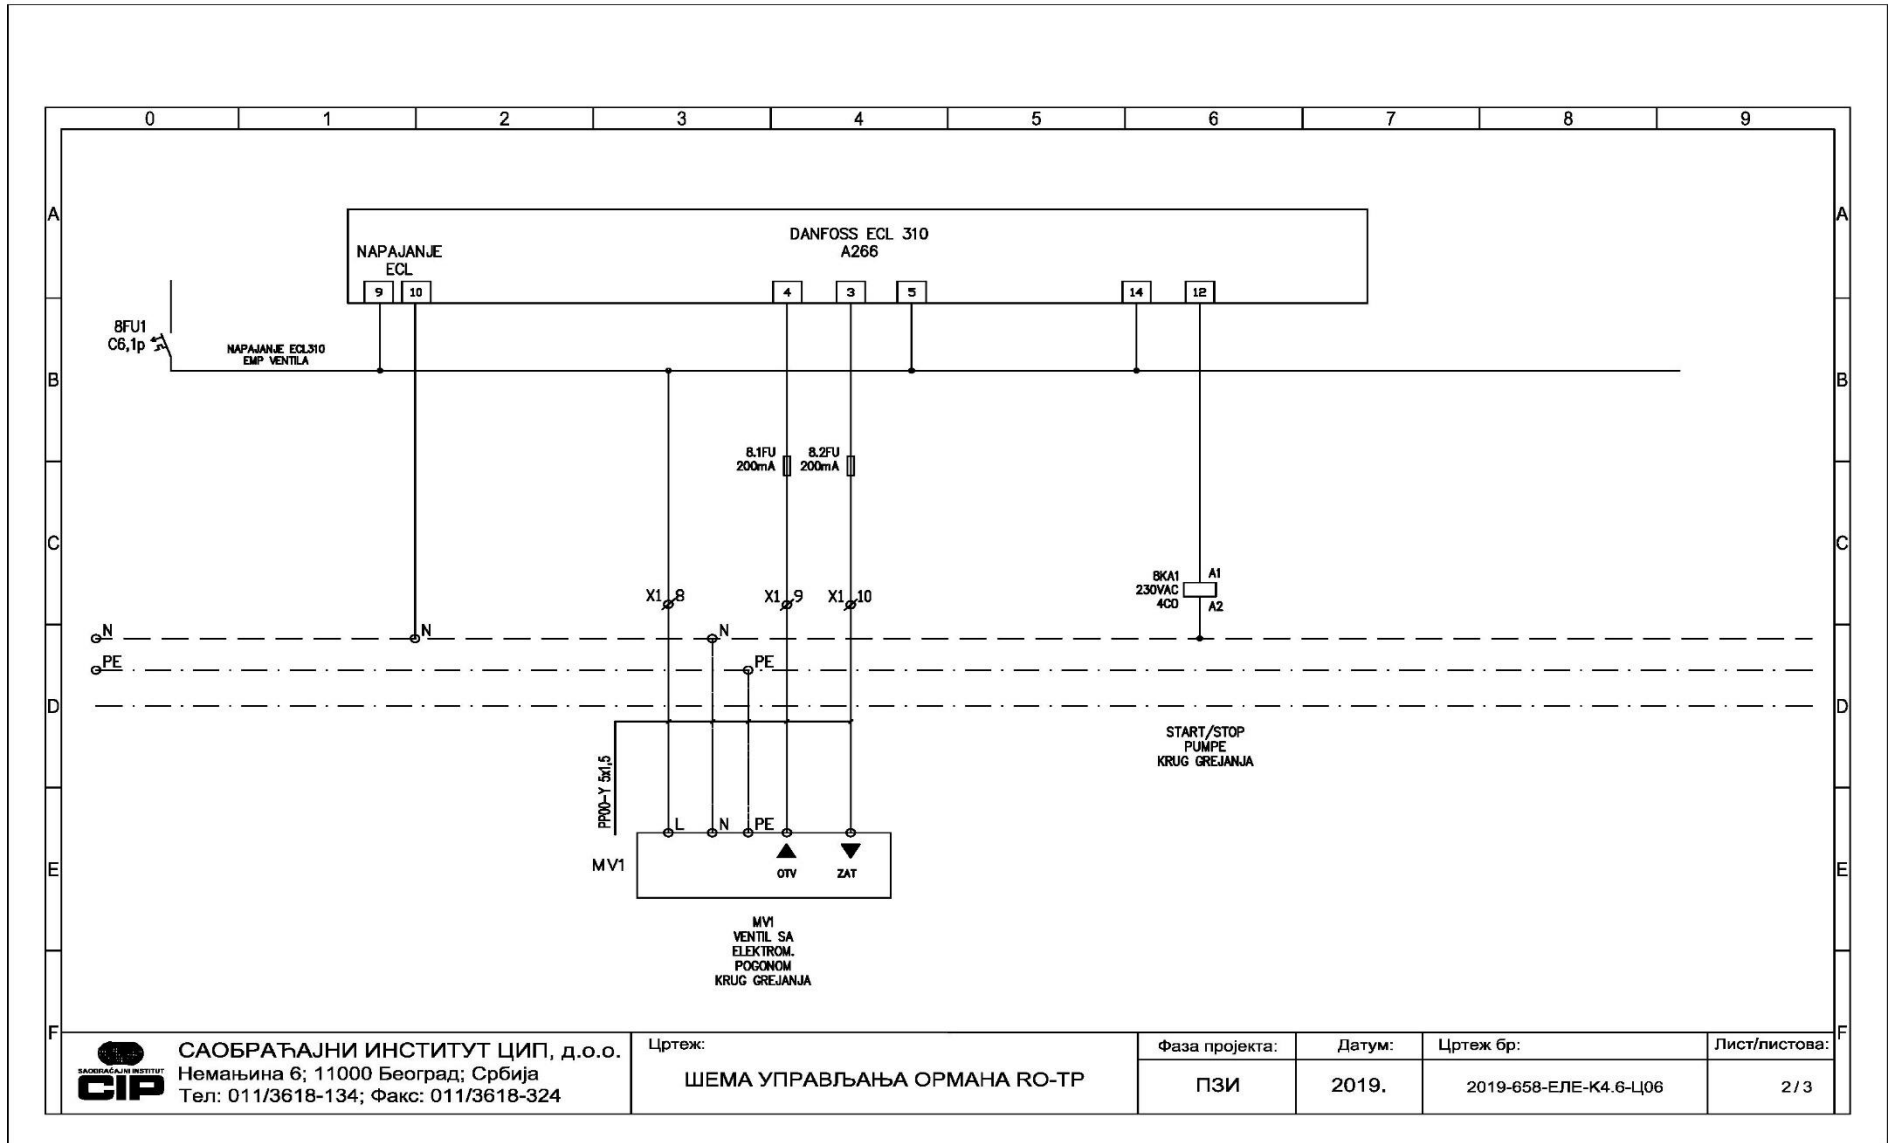 0 1 2 3 4 5 6 7 8 9
A A
DANFOSS ECL 310
A266
NAPAJANJE
ECL
9 10 4 3 5 14 12
8FU1
C6,1p
NAPAJANJE ECL310
EMP VENTILA
B B
8.1FU
200mA
8.2FU
200mA
C C
8KA1
230VAC
4CO
A1
A2
X1 8 X1 9 X1 10
N N N
PE PE
D D
START/STOP
PUMPE
KRUG GREJANJA
PP00-Y 5x1,5
L N PE
MV1
OTV ZAT
E E
MV1
VENTIL SA
ELEKTROM.
POGONOM
KRUG GREJANJA
F F
SAOBRAĆAJNI INSTITUT
CIP
САОБРАЋАЈНИ ИНСТИТУТ ЦИП, д.о.о.
Немањина 6; 11000 Београд; Србија
Тел: 011/3618-134; Факс: 011/3618-324
Цртеж:
ШЕМА УПРАВЉАЊА ОРМАНА RO-TP
Фаза пројекта:
ПЗИ
Датум:
2019.
Цртеж бр:
2019-658-ЕЛЕ-К4.6-Ц06
Лист/листова:
2/3